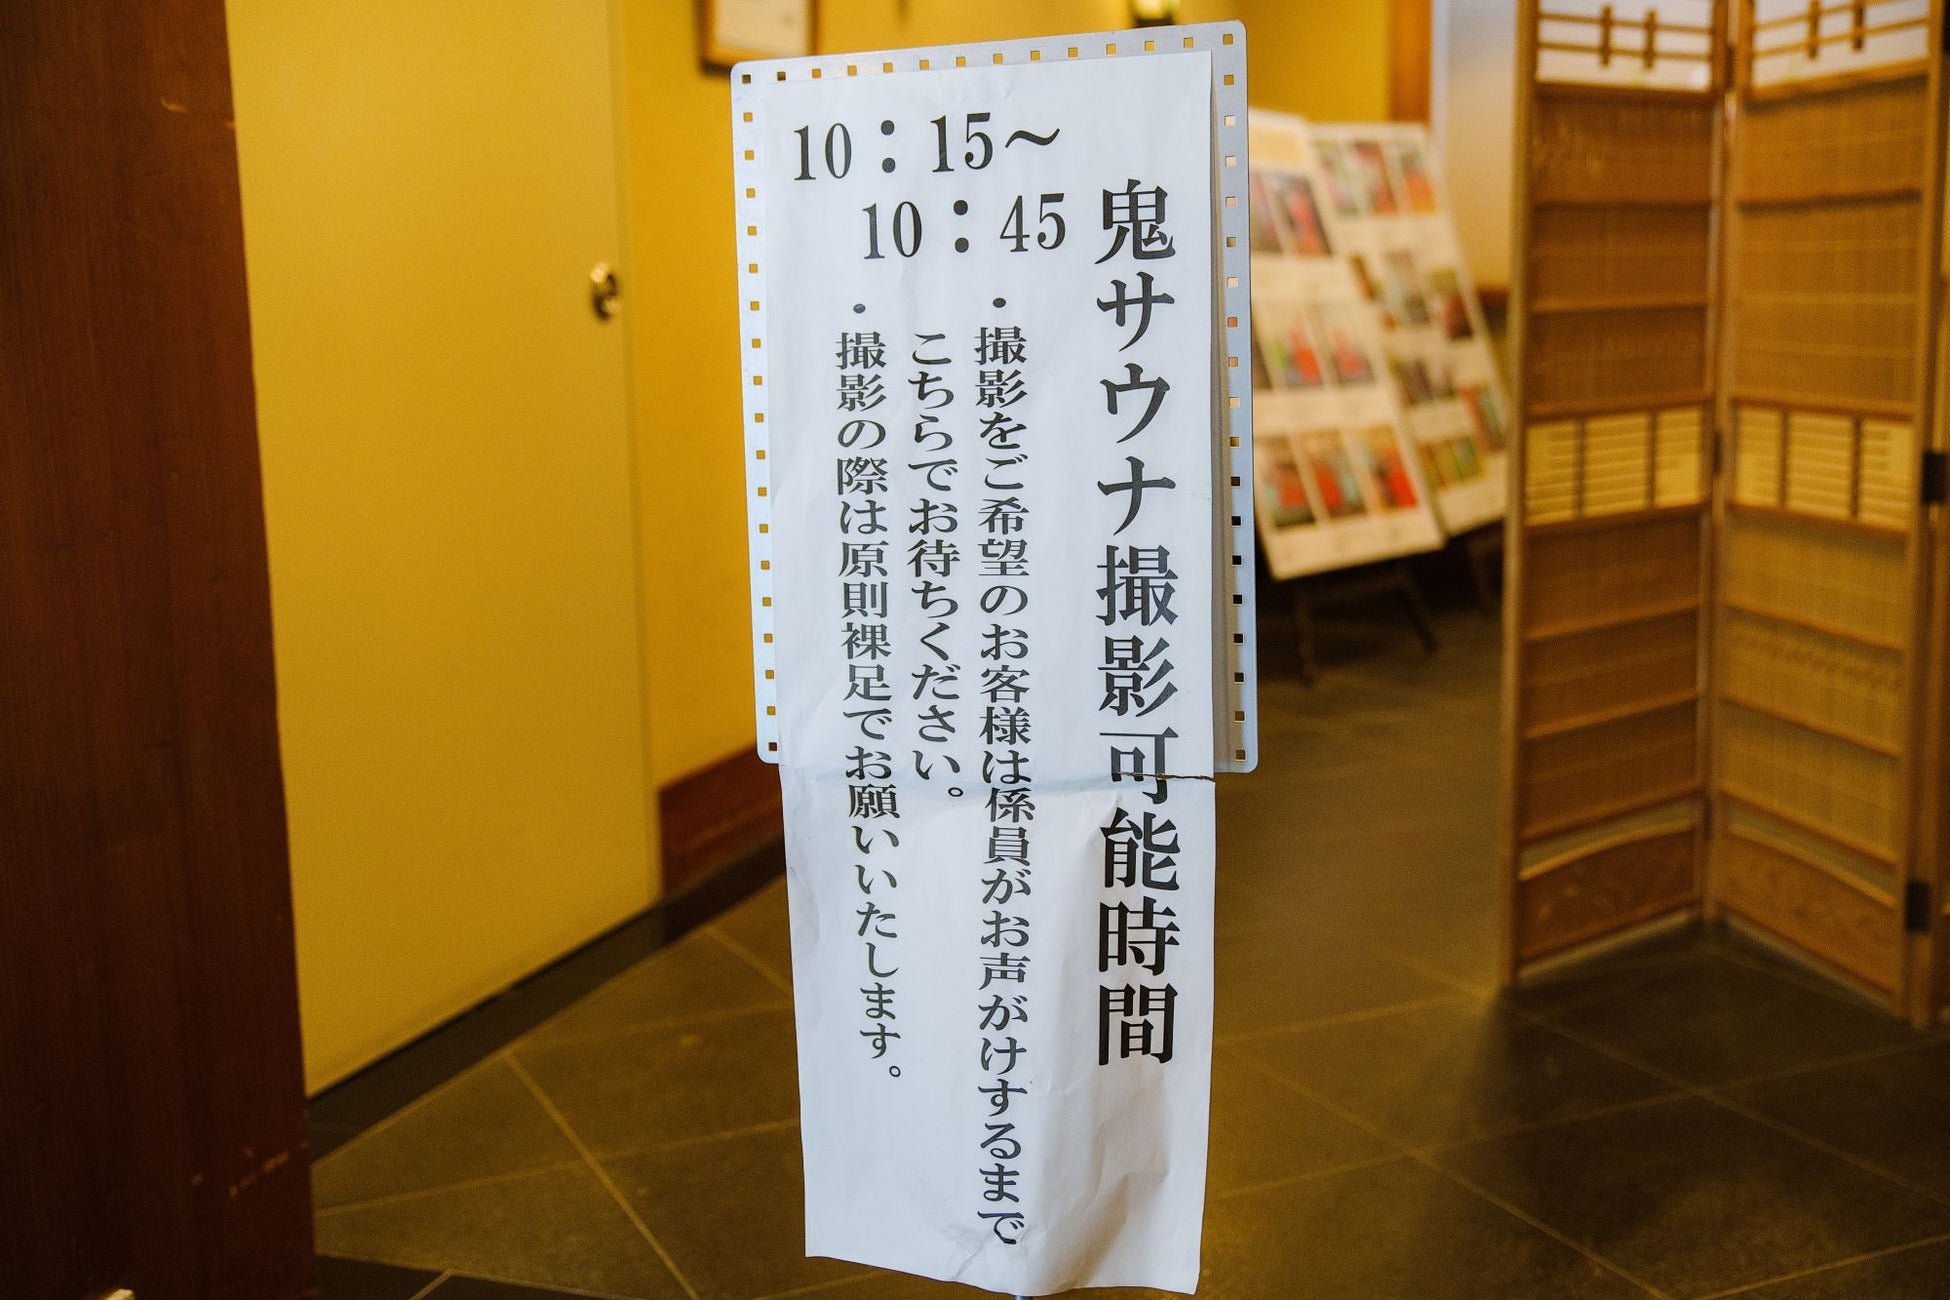 鬼サウナ撮影可能時間
10：15～
10：45
・撮影をご希望のお客様は係員がお声がけするまで
こちらでお待ちください。
・撮影の際は原則裸足でお願いいたします。